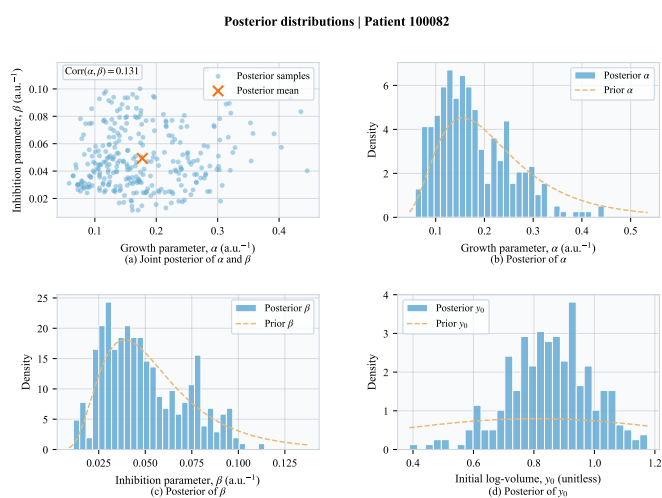 Posterior distributions | Patient 100082
Corr(α, β) = 0.131
Posterior samples
Posterior mean
0.10
0.08
0.06
0.04
0.02
Inhibition parameter, β (a.u.⁻¹)
0.1 0.2 0.3 0.4
Growth parameter, α (a.u.⁻¹)
(a) Joint posterior of α and β
Posterior α
Prior α
6
4
2
0
Density
0.1 0.2 0.3 0.4 0.5
Growth parameter, α (a.u.⁻¹)
(b) Posterior of α
Posterior β
Prior β
25
20
15
10
5
0
Density
0.025 0.050 0.075 0.100 0.125
Inhibition parameter, β (a.u.⁻¹)
(c) Posterior of β
Posterior y₀
Prior y₀
4
3
2
1
0
Density
0.4 0.6 0.8 1.0 1.2
Initial log-volume, y₀ (unitless)
(d) Posterior of y₀